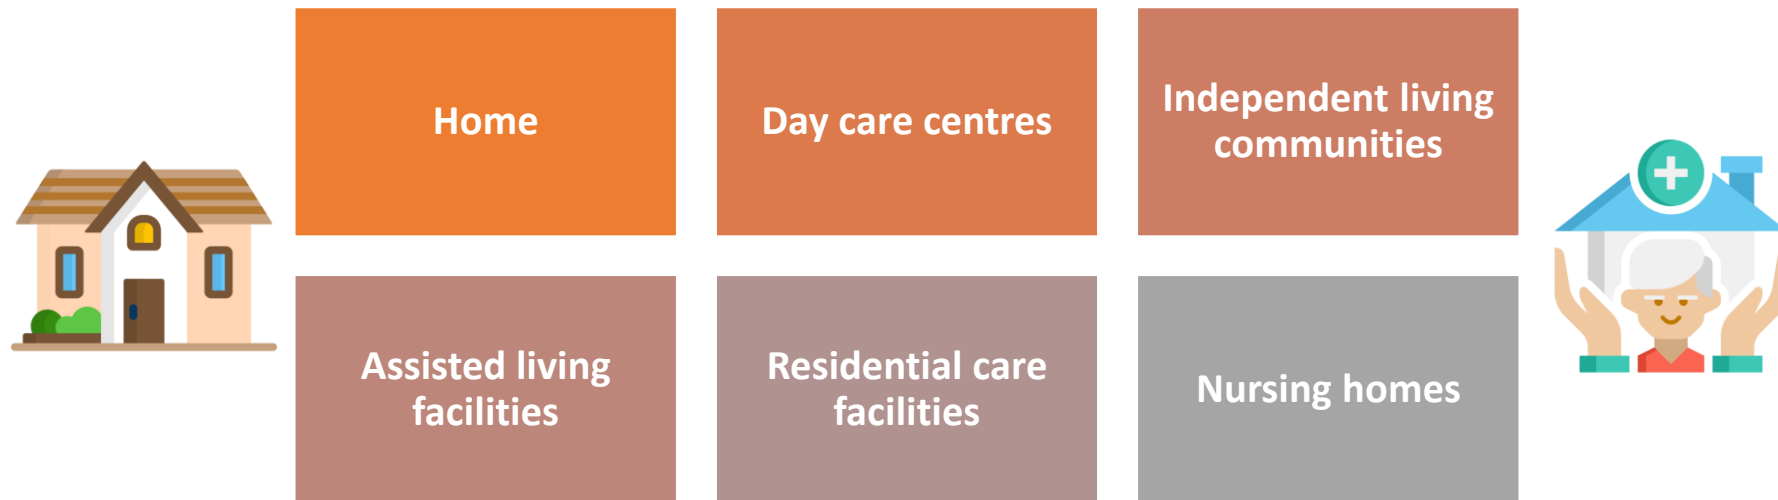 Home
Day care centres
Independent living
communities
Assisted living
facilities
Residential care
facilities
Nursing homes